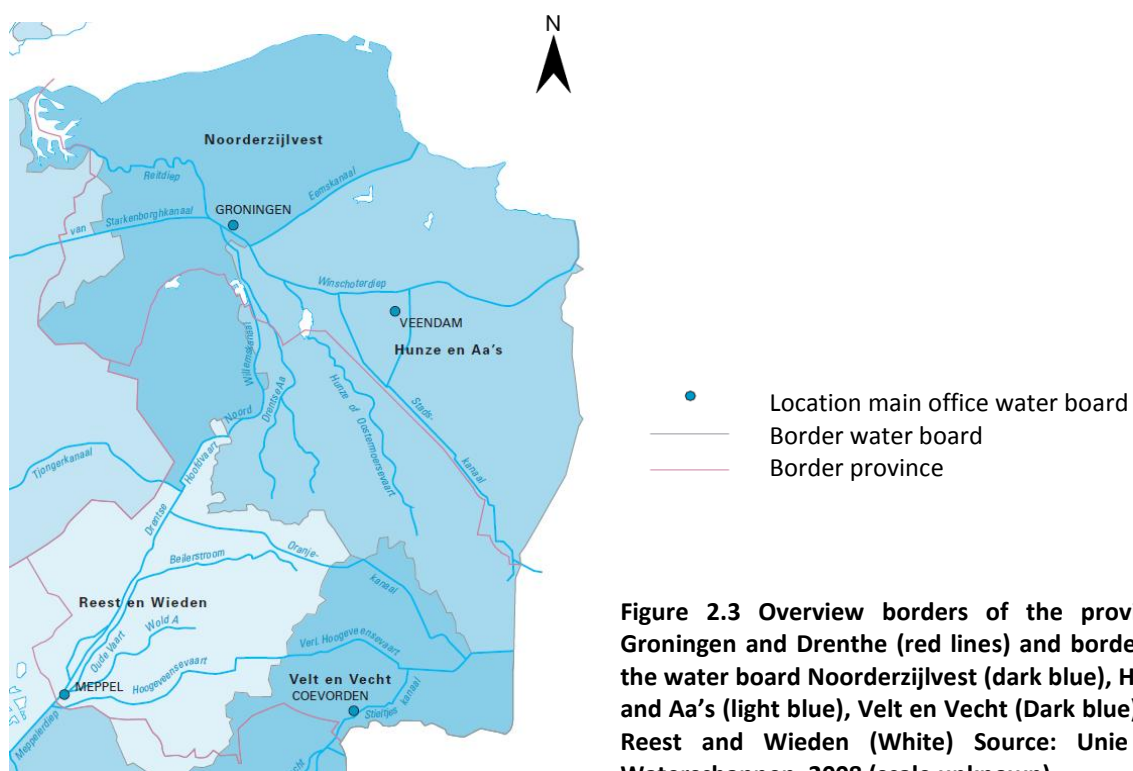 N
Noorderzijlvest
Reitdiep
Eemskanaal
GRONINGEN
van Starkenborghkanaal
Winschoterdiep
VEENDAM
Hunze en Aa's
Willemskanaal
Noord
Drentse Aa
Hunze of Oostermoersevaart
Stads-
kanaal
Tjongerkanaal
Drentse Hoofdvaart
Oranje-
kanaal
Beilerstroom
Reest en Wieden
Wold A
Oude Vaart
Verl. Hoogeveensevaart
Hoogeveensevaart
MEPPEL
Meppelerdiep
Velt en Vecht
COEVORDEN
Stieltjes kanaal
Location main office water board
Border water board
Border province
Figure 2.3 Overview borders of the prov
Groningen and Drenthe (red lines) and borde
the water board Noorderzijlvest (dark blue), H
and Aa's (light blue), Velt en Vecht (Dark blue)
Reest and Wieden (White) Source: Unie